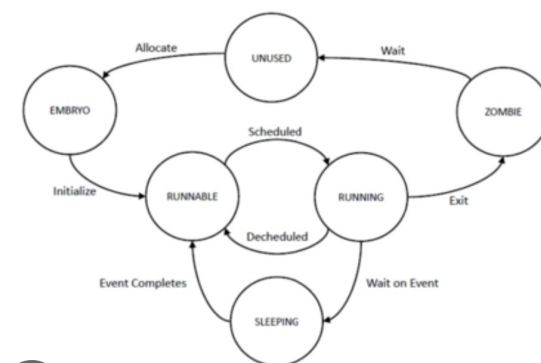 Allocate
UNUSED
Wait
EMBRYO
ZOMBIE
Scheduled
Initialize
RUNNABLE
RUNNING
Exit
Decheduled
Event Completes
Wait on Event
SLEEPING